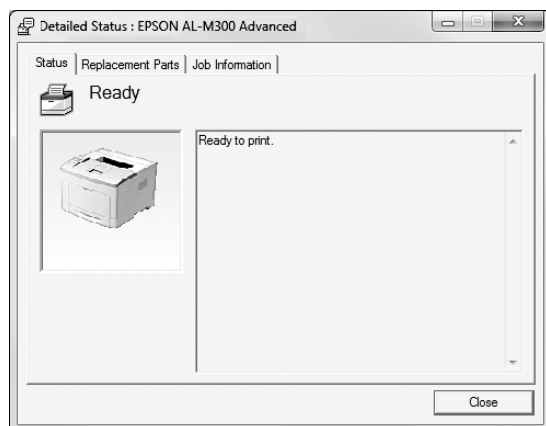 Detailed Status : EPSON AL-M300 Advanced
Status Replacement Parts Job Information
Ready
Ready to print.
Close